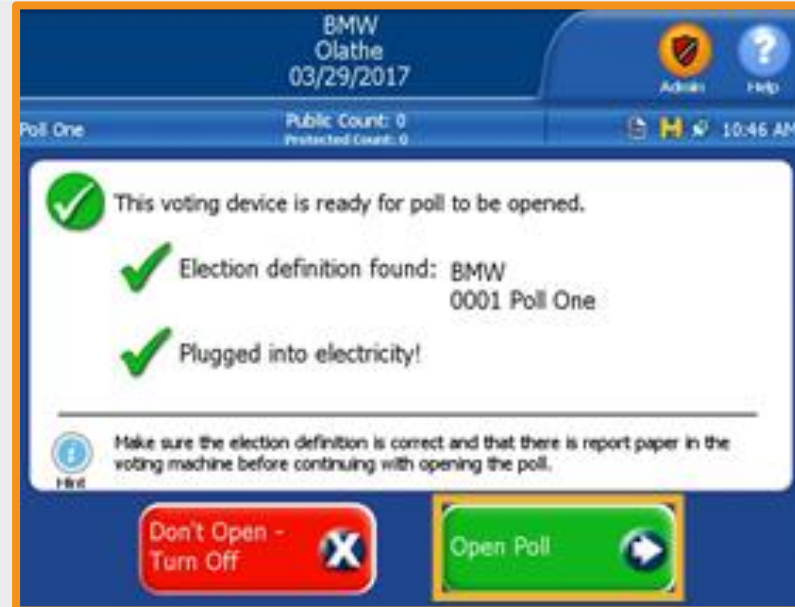 BMW
Olathe
03/29/2017
Admin
Help
Poll One
Public Count: 0
Protected Count: 0
10:46 AM
This voting device is ready for poll to be opened.
Election definition found: BMW
0001 Poll One
Plugged into electricity!
Make sure the election definition is correct and that there is report paper in the
voting machine before continuing with opening the poll.
Hint
Don't Open -
Turn Off
Open Poll